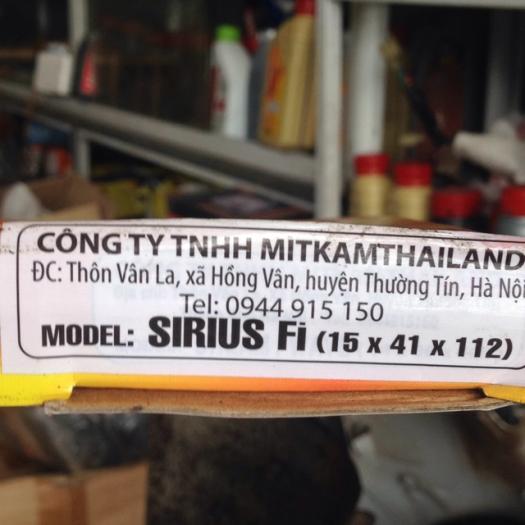 CÔNG TY TNHH MITKAMTHAILAND
ĐC: Thôn Vân La, xã Hồng Vân, huyện Thường Tín, Hà Nội
Tel: 0944 915 150
MODEL: SIRIUS Fi (15 x 41 x 112)